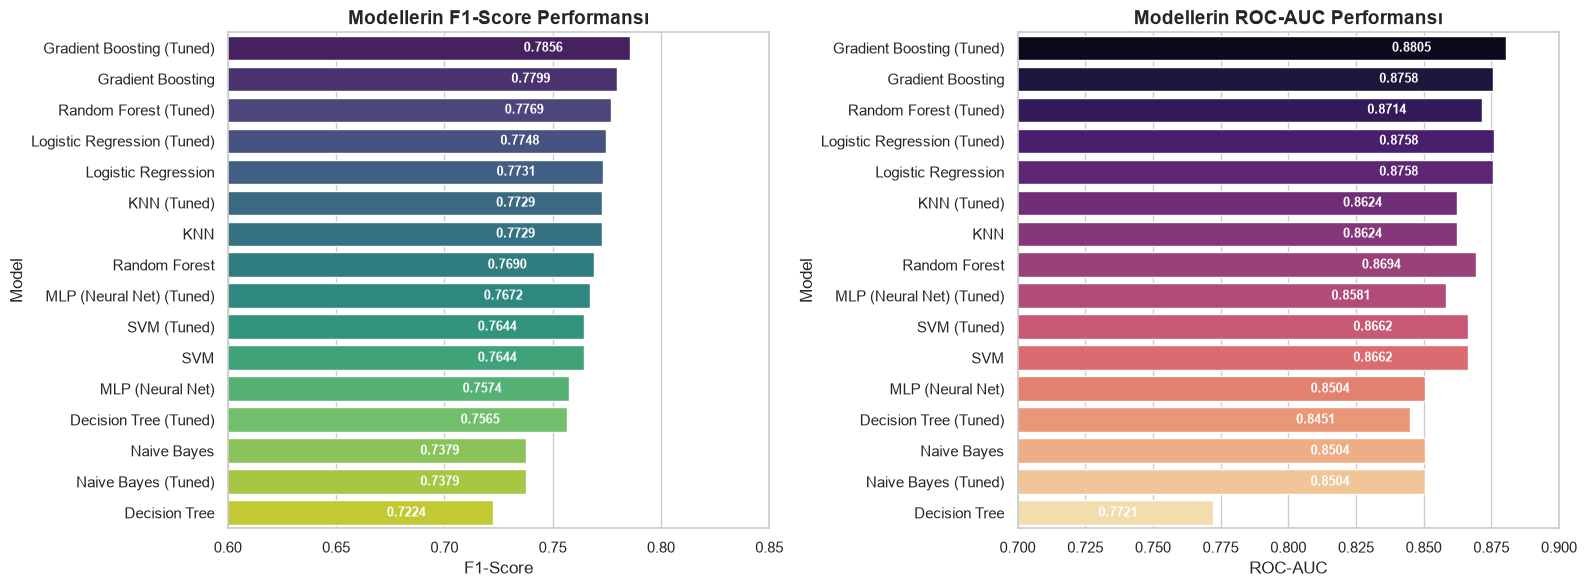 Modellerin F1-Score Performansı
Model
Gradient Boosting (Tuned) 0.7856
Gradient Boosting 0.7799
Random Forest (Tuned) 0.7769
Logistic Regression (Tuned) 0.7748
Logistic Regression 0.7731
KNN (Tuned) 0.7729
KNN 0.7729
Random Forest 0.7690
MLP (Neural Net) (Tuned) 0.7672
SVM (Tuned) 0.7644
SVM 0.7644
MLP (Neural Net) 0.7574
Decision Tree (Tuned) 0.7565
Naive Bayes 0.7379
Naive Bayes (Tuned) 0.7379
Decision Tree 0.7224
0.60 0.65 0.70 0.75 0.80 0.85
F1-Score
Modellerin ROC-AUC Performansı
Model
Gradient Boosting (Tuned) 0.8805
Gradient Boosting 0.8758
Random Forest (Tuned) 0.8714
Logistic Regression (Tuned) 0.8758
Logistic Regression 0.8758
KNN (Tuned) 0.8624
KNN 0.8624
Random Forest 0.8694
MLP (Neural Net) (Tuned) 0.8581
SVM (Tuned) 0.8662
SVM 0.8662
MLP (Neural Net) 0.8504
Decision Tree (Tuned) 0.8451
Naive Bayes 0.8504
Naive Bayes (Tuned) 0.8504
Decision Tree 0.7721
0.700 0.725 0.750 0.775 0.800 0.825 0.850 0.875 0.900
ROC-AUC